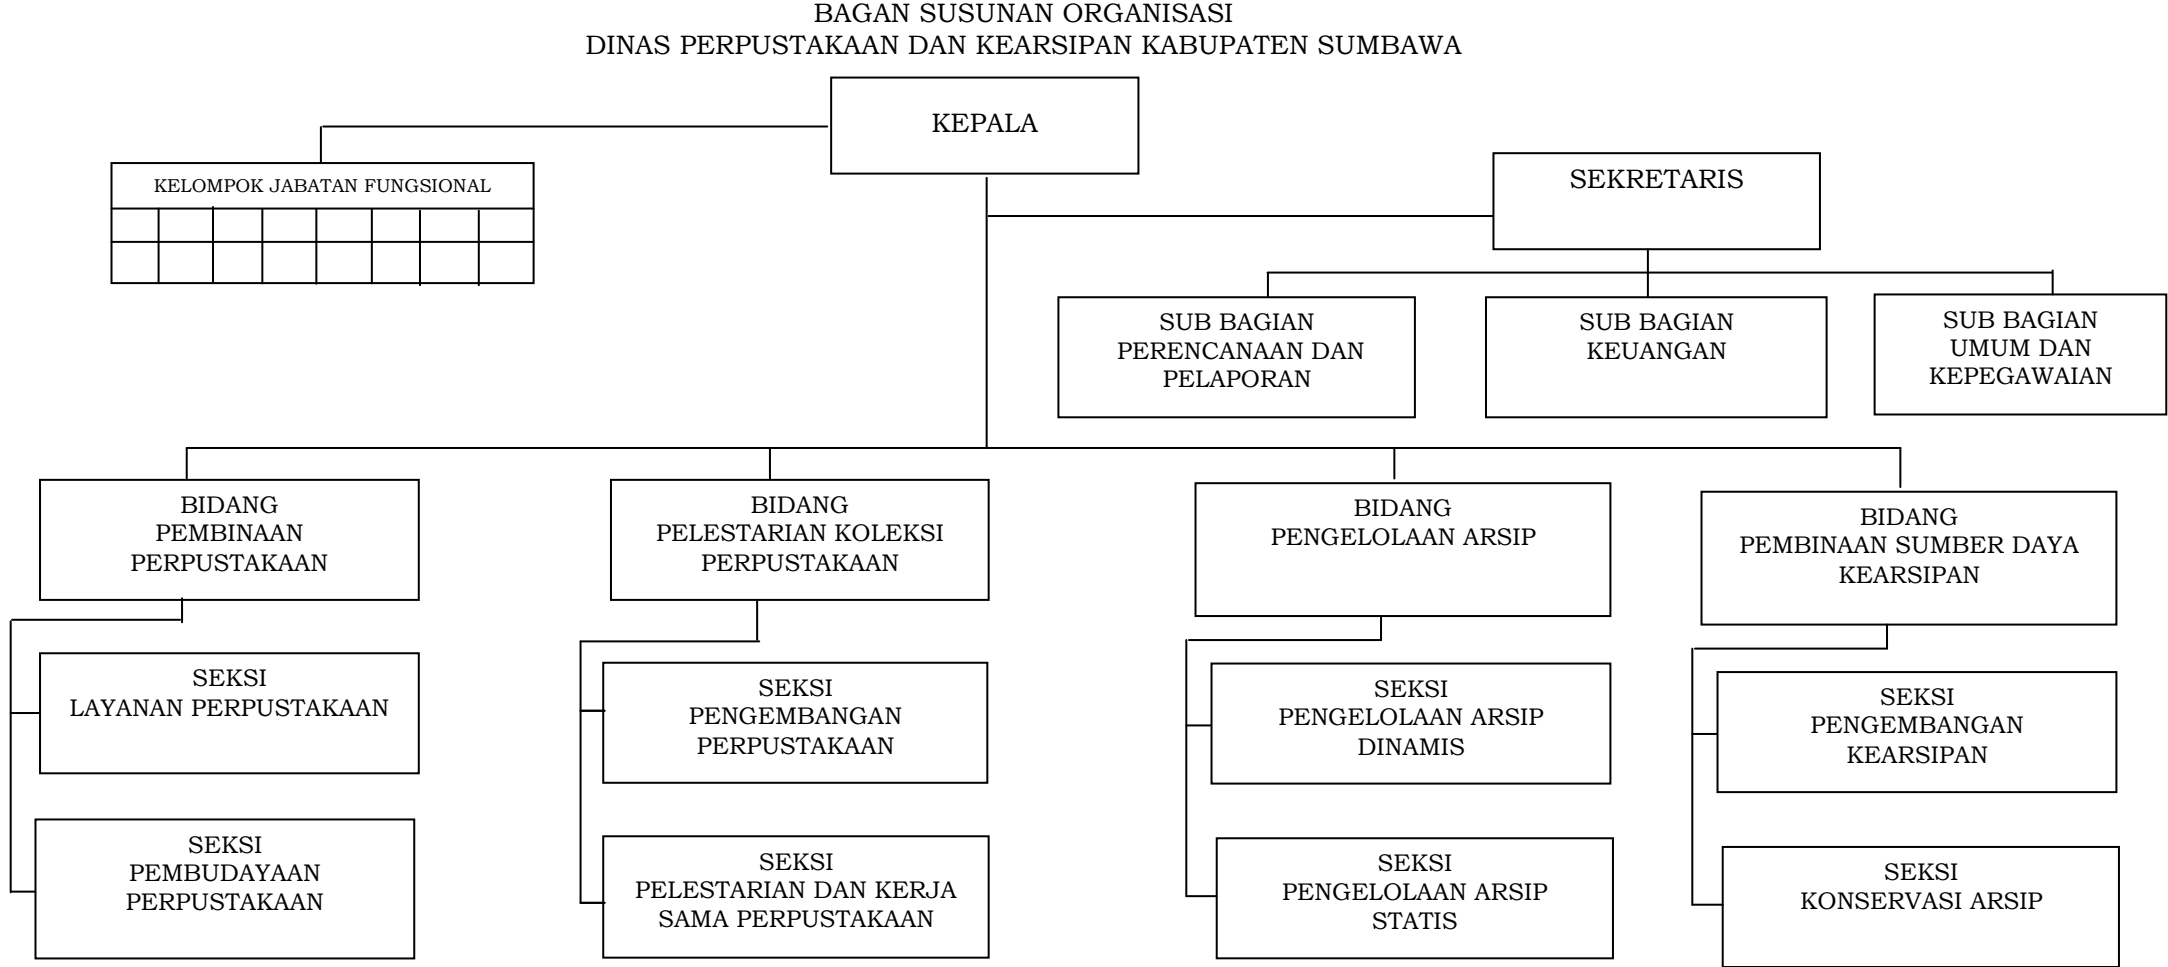 BAGAN SUSUNAN ORGANISASI
DINAS PERPUSTAKAAN DAN KEARSIPAN KABUPATEN SUMBAWA
KEPALA
KELOMPOK JABATAN FUNGSIONAL
SEKRETARIS
SUB BAGIAN
PERENCANAAN DAN
PELAPORAN
SUB BAGIAN
KEUANGAN
SUB BAGIAN
UMUM DAN
KEPEGAWAIAN
BIDANG
PEMBINAAN
PERPUSTAKAAN
BIDANG
PELESTARIAN KOLEKSI
PERPUSTAKAAN
BIDANG
PENGELOLAAN ARSIP
BIDANG
PEMBINAAN SUMBER DAYA
KEARSIPAN
SEKSI
LAYANAN PERPUSTAKAAN
SEKSI
PENGEMBANGAN
PERPUSTAKAAN
SEKSI
PENGELOLAAN ARSIP
DINAMIS
SEKSI
PENGEMBANGAN
KEARSIPAN
SEKSI
PEMBUDAYAAN
PERPUSTAKAAN
SEKSI
PELESTARIAN DAN KERJA
SAMA PERPUSTAKAAN
SEKSI
PENGELOLAAN ARSIP
STATIS
SEKSI
KONSERVASI ARSIP